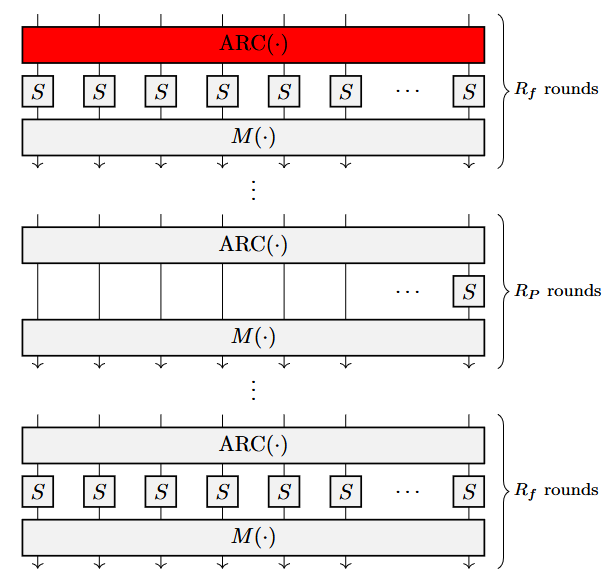 ARC(·)
S S S S S S ⋯ S
R_f rounds
M(·)
⋮
ARC(·)
⋯ S
R_P rounds
M(·)
⋮
ARC(·)
S S S S S S ⋯ S
R_f rounds
M(·)